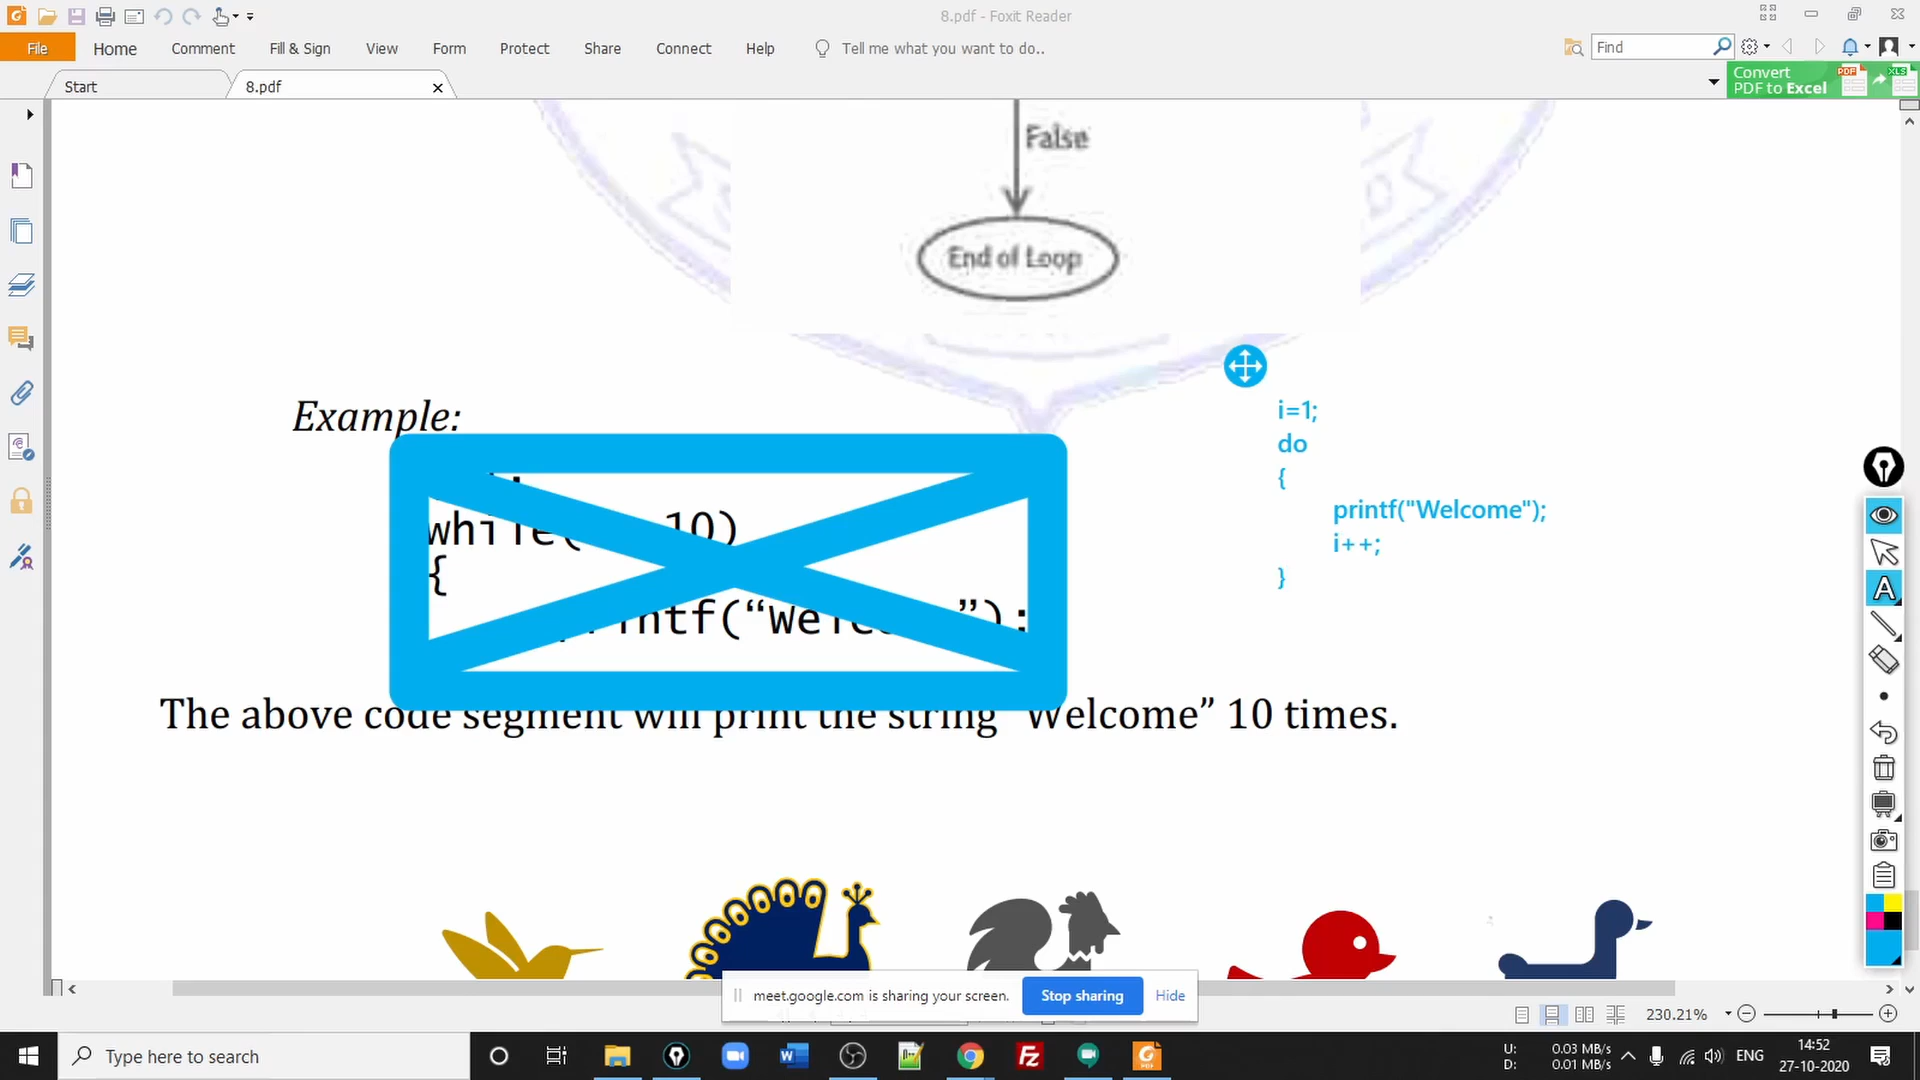 8.pdf - Foxit Reader
File Home Comment Fill & Sign View Form Protect Share Connect Help Tell me what you want to do.. Find
Start 8.pdf
Convert
PDF to Excel
False
End of Loop
Example:
i=1;
do
{
printf("Welcome");
i++;
}
while( 10)
{
The above code segment will print the string Welcome” 10 times.
meet.google.com is sharing your screen. Stop sharing Hide
230.21%
Type here to search
U: 0.03 MB/s
D: 0.01 MB/s
ENG
14:52
27-10-2020